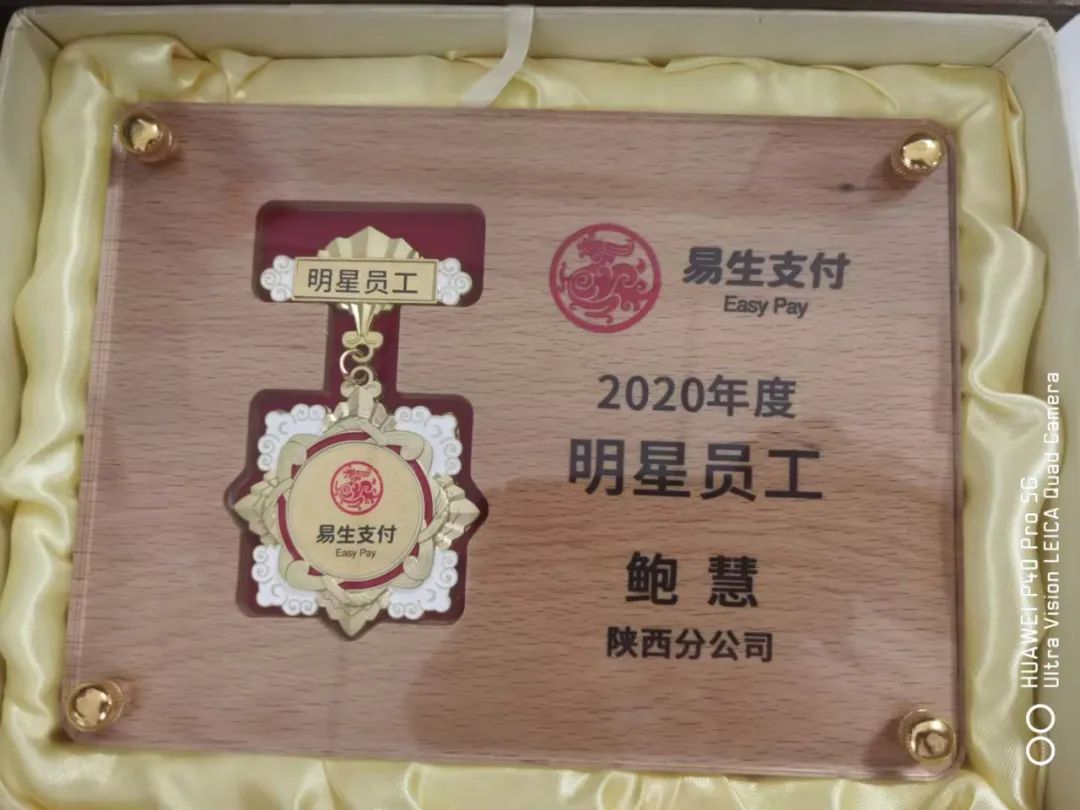 明星员工
易生支付
Easy Pay
易生支付
Easy Pay
2020年度
明星员工
鲍 慧
陕西分公司
HUAWEI P40 Pro 5G
Ultra Vision LEICA Quad Camera